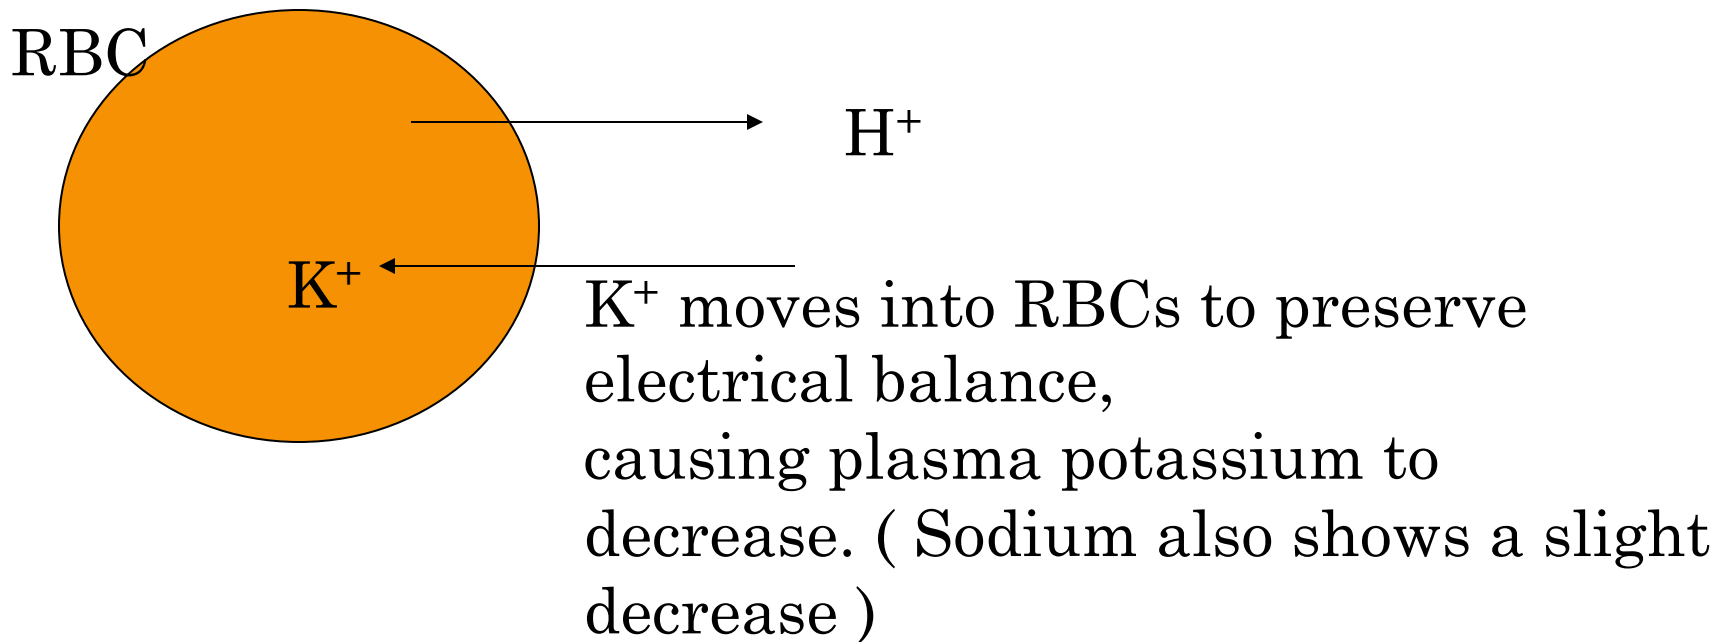 RBC
H⁺
K⁺
K⁺ moves into RBCs to preserve
electrical balance,
causing plasma potassium to
decrease. ( Sodium also shows a slight
decrease )